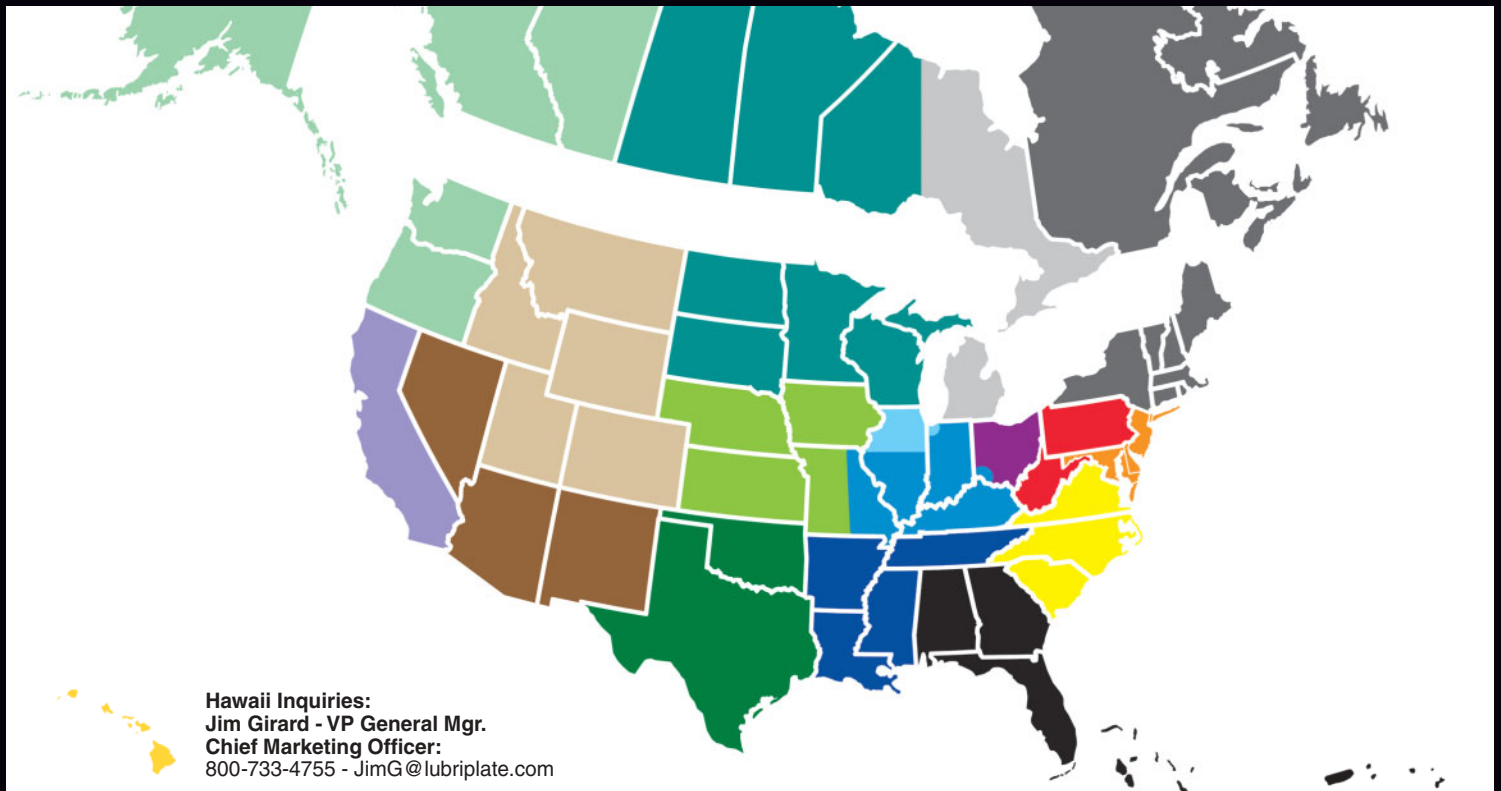 Hawaii Inquiries:
Jim Girard - VP General Mgr.
Chief Marketing Officer:
800-733-4755 - JimG@lubriplate.com